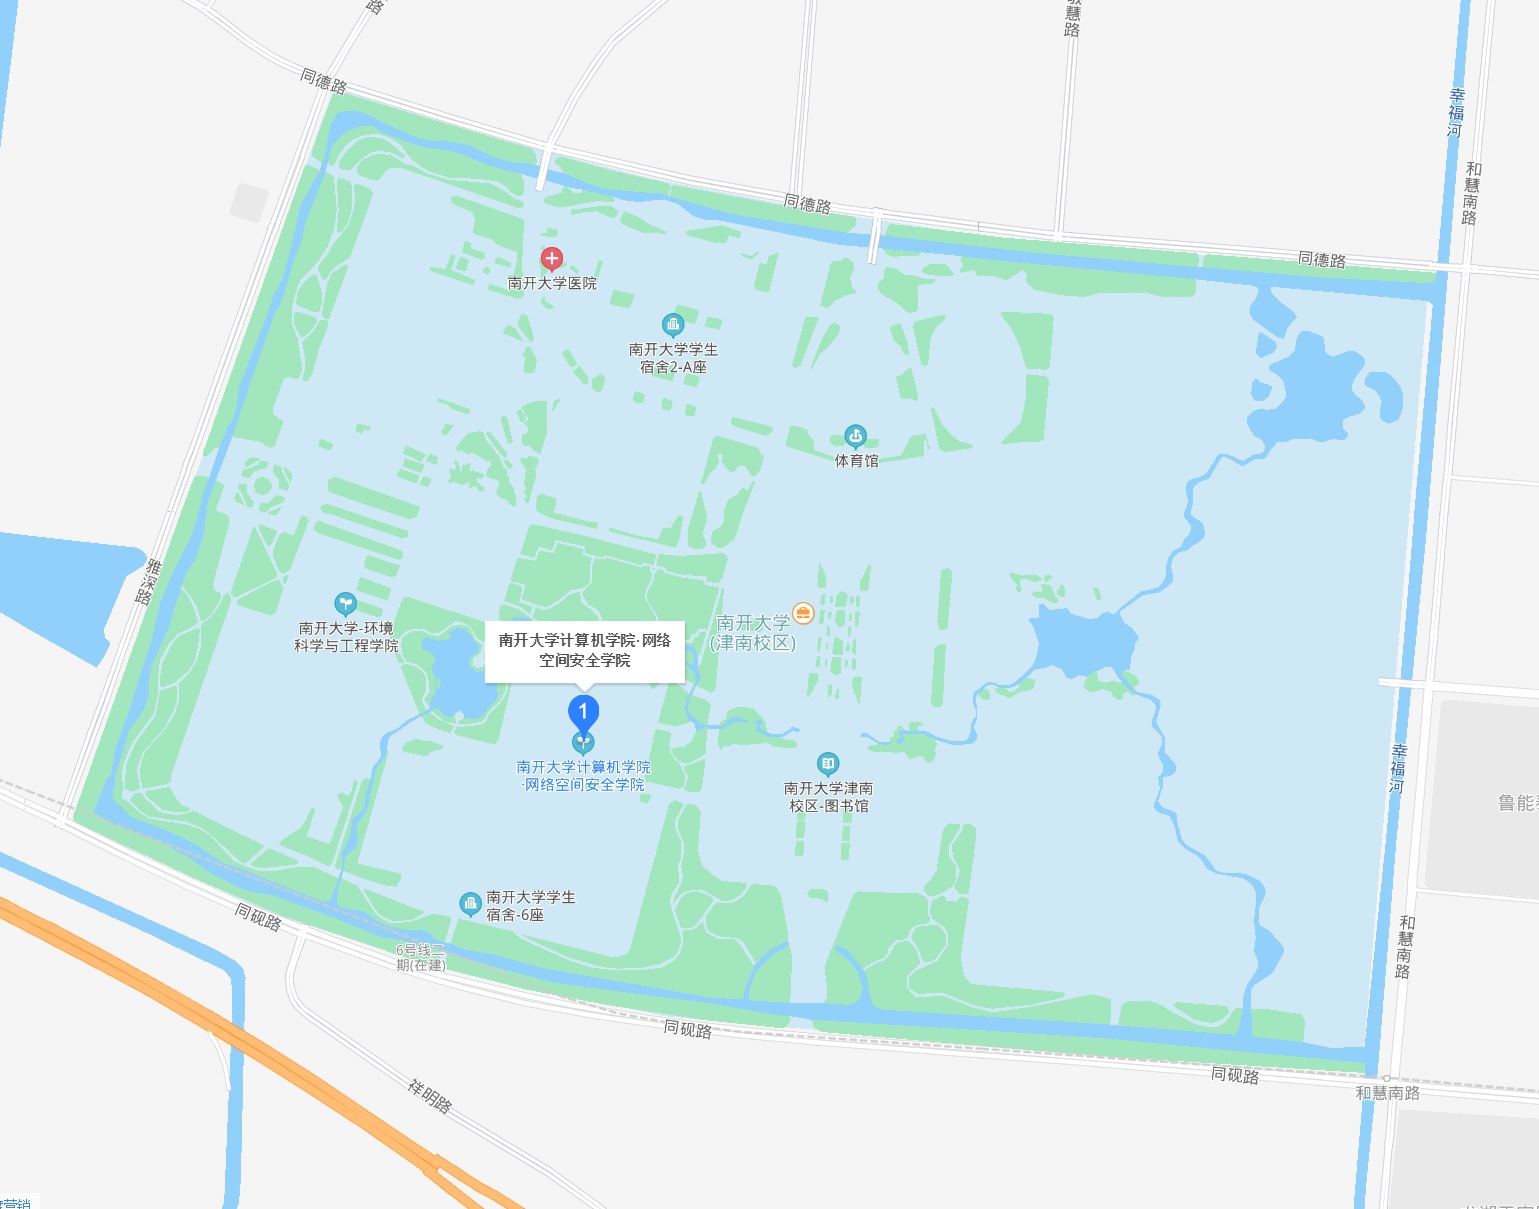 路
慧路
同德路
幸福河
和慧南路
同德路
同德路
南开大学医院
南开大学学生
宿舍2-A座
体育馆
雅深路
南开大学-环境
科学与工程学院
南开大学
(津南校区)
南开大学计算机学院·网络
空间安全学院
1
南开大学计算机学院
·网络空间安全学院
南开大学津南
校区-图书馆
幸福河
鲁能
南开大学学生
宿舍-6座
同砚路
6号线二
期(在建)
和慧南路
同砚路
同砚路
和慧南路
祥明路
营销